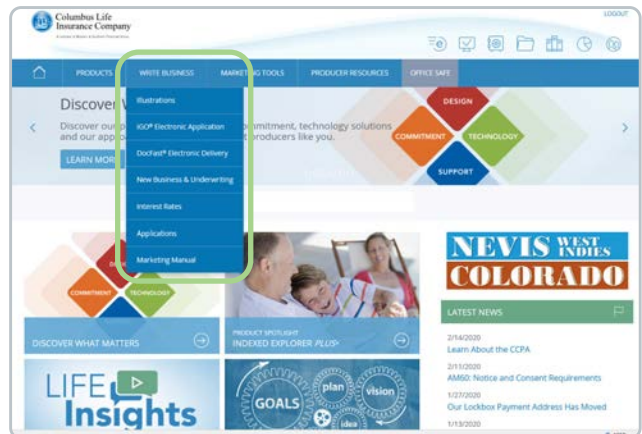 Columbus Life
Insurance Company
LOGOUT
PRODUCTS
WRITE BUSINESS
MARKETING TOOLS
PRODUCER RESOURCES
OFFICE SAFE
Illustrations
iGO® Electronic Application
DocFast® Electronic Delivery
New Business & Underwriting
Interest Rates
Applications
Marketing Manual
Discover
Discover our
mmitment, technology solutions
and our app
t producers like you.
LEARN MORE
DESIGN
COMMITMENT
TECHNOLOGY
SUPPORT
COMMITMENT
TECHNOLOGY
DISCOVER WHAT MATTERS
PRODUCT SPOTLIGHT
INDEXED EXPLORER PLUS®
NEVIS WEST INDIES
COLORADO
LATEST NEWS
2/14/2020
Learn About the CCPA
2/11/2020
AM60: Notice and Consent Requirements
1/27/2020
Our Lockbox Payment Address Has Moved
1/13/2020
LIFE
Insights
GOALS
plan
vision
idea